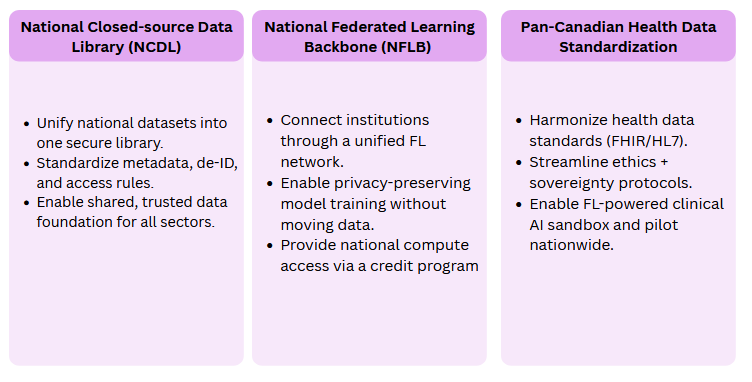 National Closed-source Data
Library (NCDL)
• Unify national datasets into
one secure library.
• Standardize metadata, de-ID,
and access rules.
• Enable shared, trusted data
foundation for all sectors.
National Federated Learning
Backbone (NFLB)
• Connect institutions
through a unified FL
network.
• Enable privacy-preserving
model training without
moving data.
• Provide national compute
access via a credit program
Pan-Canadian Health Data
Standardization
• Harmonize health data
standards (FHIR/HL7).
• Streamline ethics +
sovereignty protocols.
• Enable FL-powered clinical
AI sandbox and pilot
nationwide.